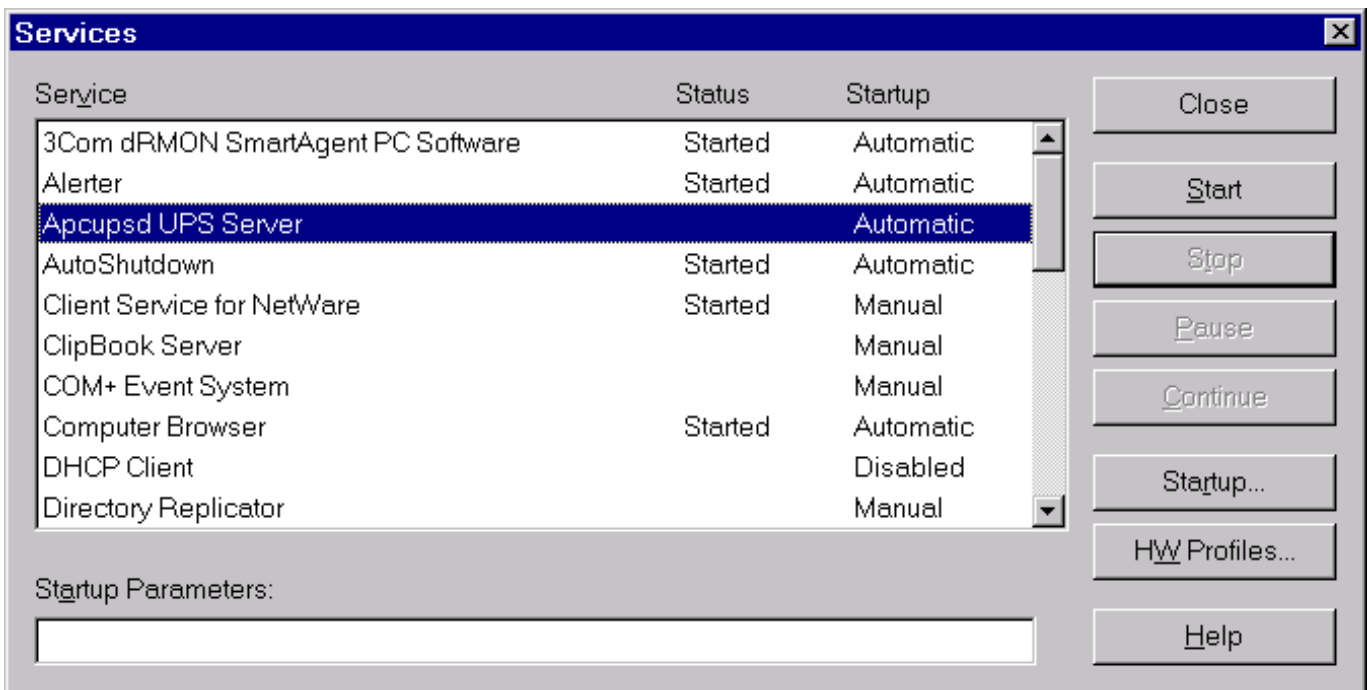 Services
Service Status Startup
Close
3Com dRMON SmartAgent PC Software Started Automatic
Alerter Started Automatic
Start
Apcupsd UPS Server Automatic
AutoShutdown Started Automatic
Stop
Client Service for NetWare Started Manual
Pause
ClipBook Server Manual
COM+ Event System Manual
Continue
Computer Browser Started Automatic
DHCP Client Disabled
Startup...
Directory Replicator Manual
HW Profiles...
Startup Parameters:
Help